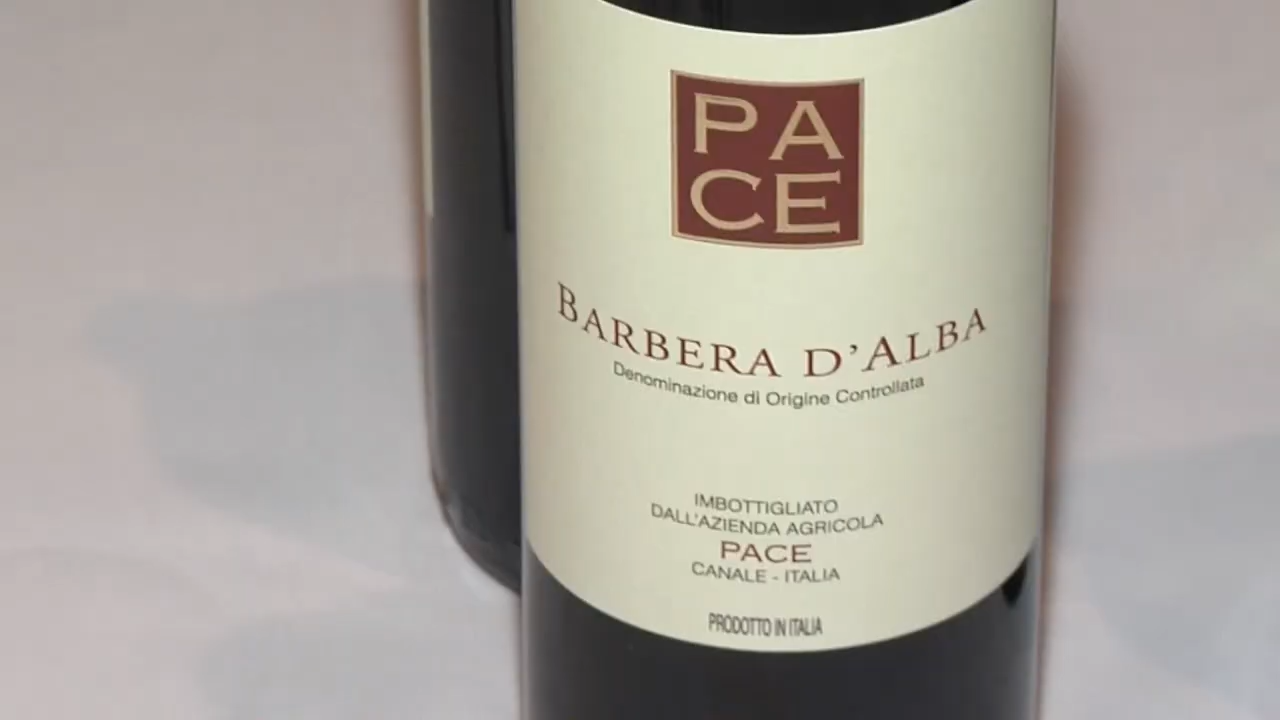 PA
CE
BARBERA D'ALBA
Denominazione di Origine Controllata
IMBOTTIGLIATO
DALL'AZIENDA AGRICOLA
PACE
CANALE - ITALIA
PRODOTTO IN ITALIA